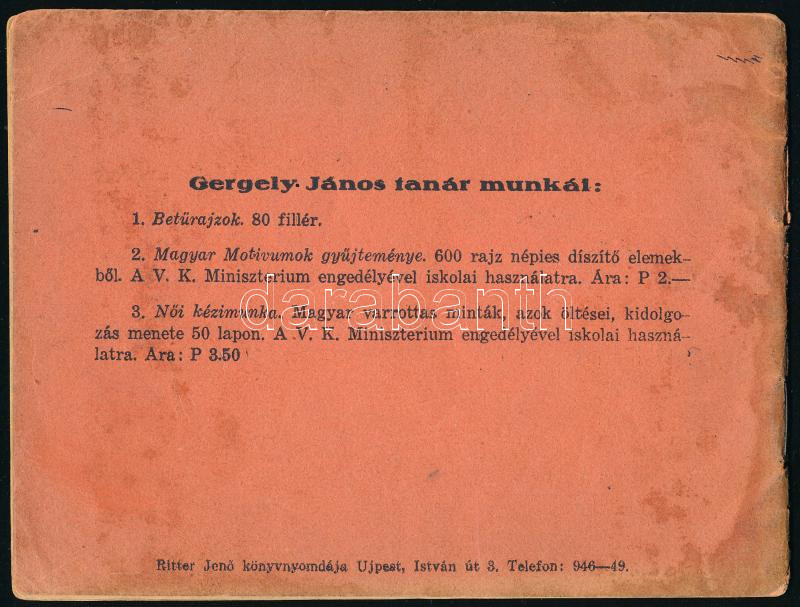 Gergely János tanár munkái:
1. Betűrajzok. 80 fillér.
2. Magyar Motivumok gyűjteménye. 600 rajz népies díszítő elemek-
ből. A V. K. Miniszterium engedélyével iskolai használatra. Ára: P 2.—
3. Női kézimunka. Magyar varrottas minták, azok öltései, kidolgo-
zás menete 50 lapon. A V. K. Miniszterium engedélyével iskolai haszná-
latra. Ára: P 3.50
darabanth
Ritter Jenő könyvnyomdája Ujpest, István út 3. Telefon: 946—49.